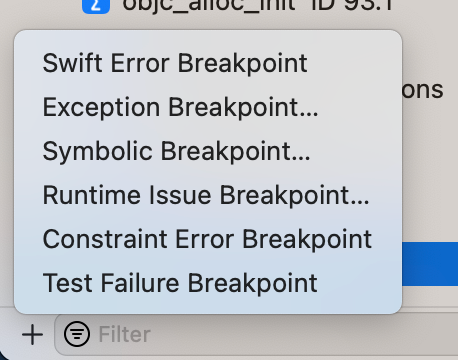 objc_alloc_init ID 93.1
Swift Error Breakpoint
Exception Breakpoint...
ons
Symbolic Breakpoint...
Runtime Issue Breakpoint...
Constraint Error Breakpoint
Test Failure Breakpoint
+ Filter